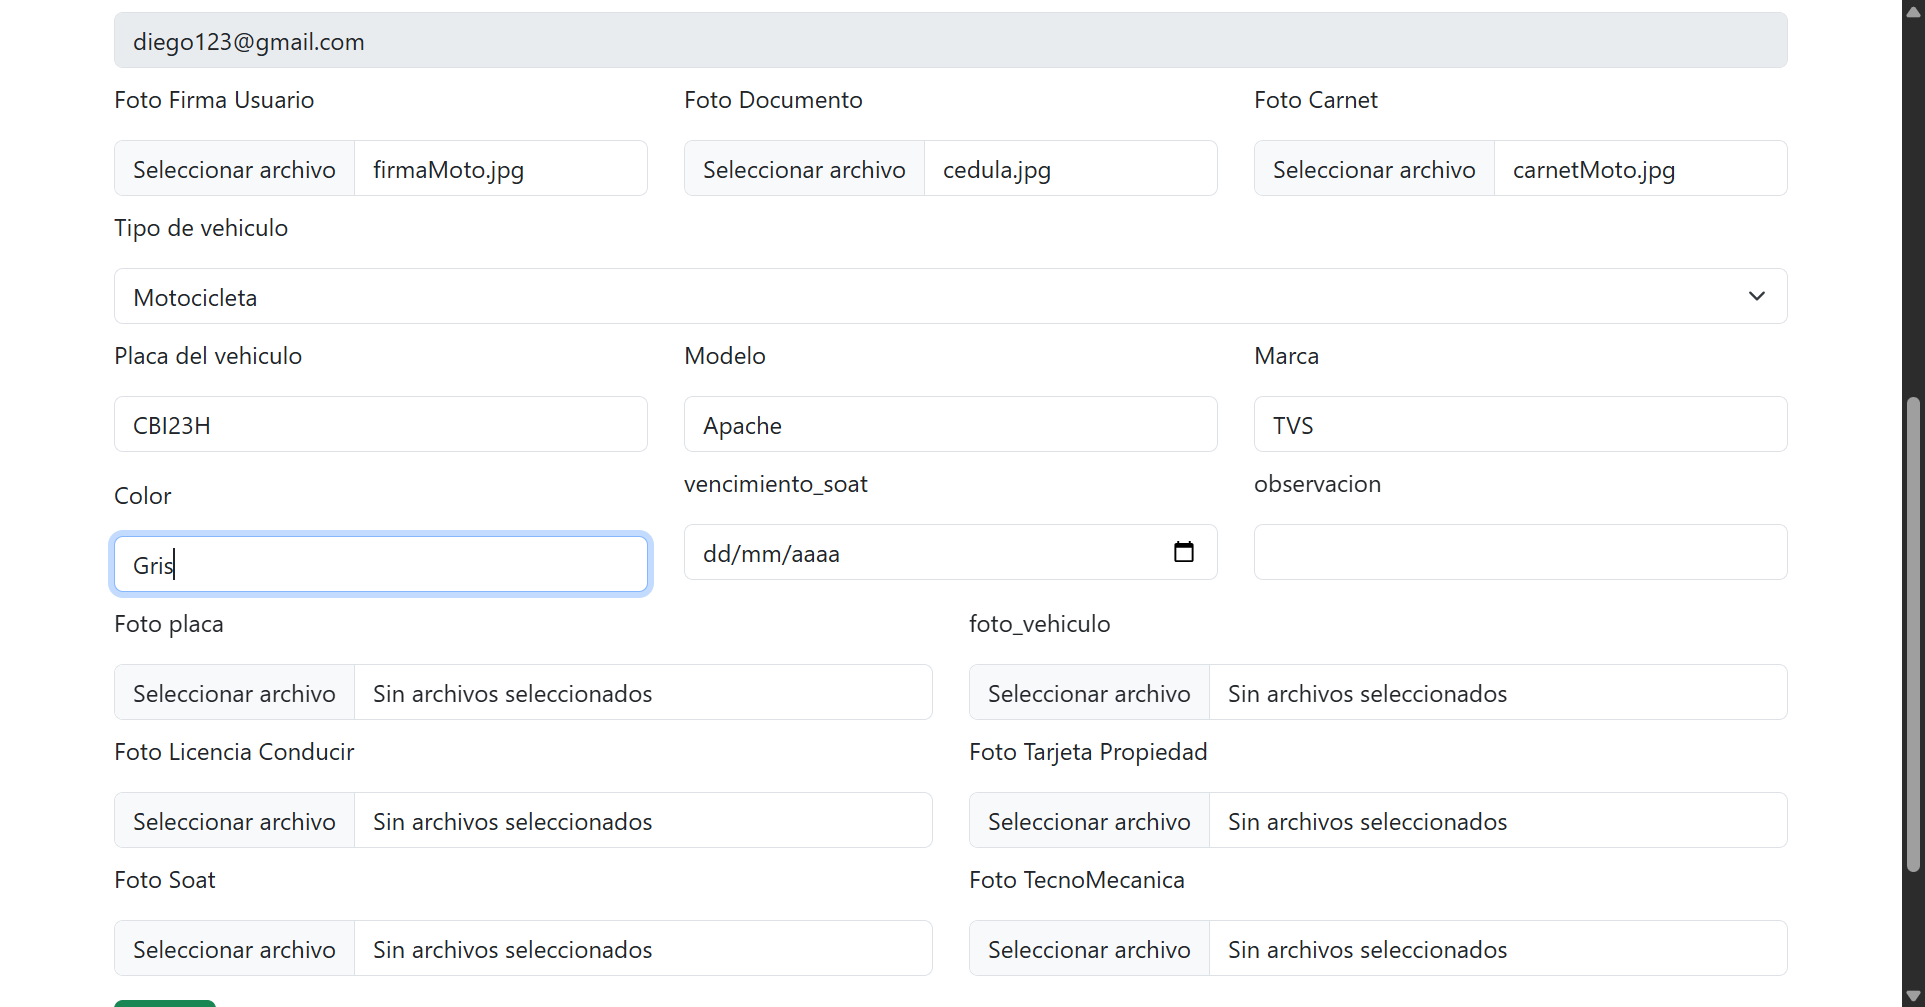 diego123@gmail.com
Foto Firma Usuario
Foto Documento
Foto Carnet
Seleccionar archivo firmaMoto.jpg
Seleccionar archivo cedula.jpg
Seleccionar archivo carnetMoto.jpg
Tipo de vehiculo
Motocicleta
Placa del vehiculo
Modelo
Marca
CBI23H
Apache
TVS
Color
vencimiento_soat
observacion
Gris
dd/mm/aaaa
Foto placa
foto_vehiculo
Seleccionar archivo Sin archivos seleccionados
Seleccionar archivo Sin archivos seleccionados
Foto Licencia Conducir
Foto Tarjeta Propiedad
Seleccionar archivo Sin archivos seleccionados
Seleccionar archivo Sin archivos seleccionados
Foto Soat
Foto TecnoMecanica
Seleccionar archivo Sin archivos seleccionados
Seleccionar archivo Sin archivos seleccionados